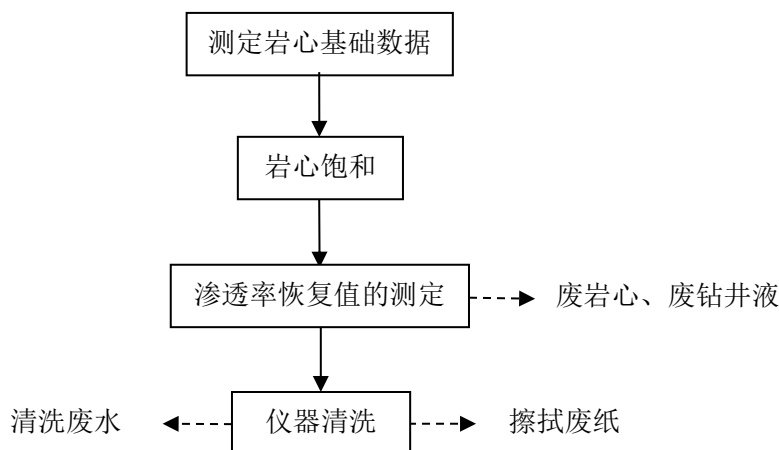 测定岩心基础数据
岩心饱和
渗透率恢复值的测定
废岩心、废钻井液
清洗废水
仪器清洗
擦拭废纸